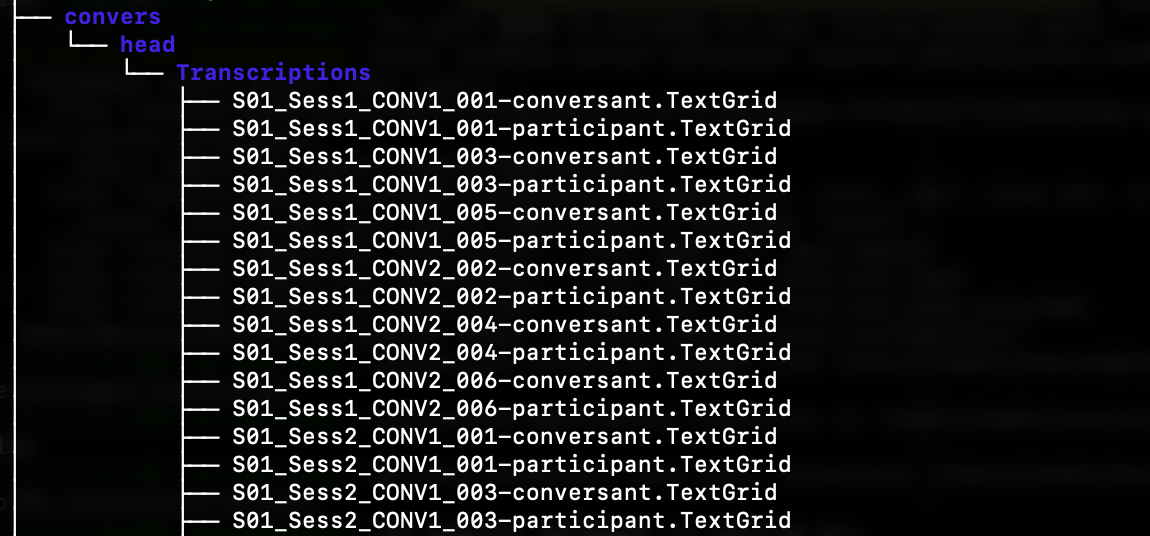 ├── convers
└── head
└── Transcriptions
├── S01_Sess1_CONV1_001-conversant.TextGrid
├── S01_Sess1_CONV1_001-participant.TextGrid
├── S01_Sess1_CONV1_003-conversant.TextGrid
├── S01_Sess1_CONV1_003-participant.TextGrid
├── S01_Sess1_CONV1_005-conversant.TextGrid
├── S01_Sess1_CONV1_005-participant.TextGrid
├── S01_Sess1_CONV2_002-conversant.TextGrid
├── S01_Sess1_CONV2_002-participant.TextGrid
├── S01_Sess1_CONV2_004-conversant.TextGrid
├── S01_Sess1_CONV2_004-participant.TextGrid
├── S01_Sess1_CONV2_006-conversant.TextGrid
├── S01_Sess1_CONV2_006-participant.TextGrid
├── S01_Sess2_CONV1_001-conversant.TextGrid
├── S01_Sess2_CONV1_001-participant.TextGrid
├── S01_Sess2_CONV1_003-conversant.TextGrid
├── S01_Sess2_CONV1_003-participant.TextGrid